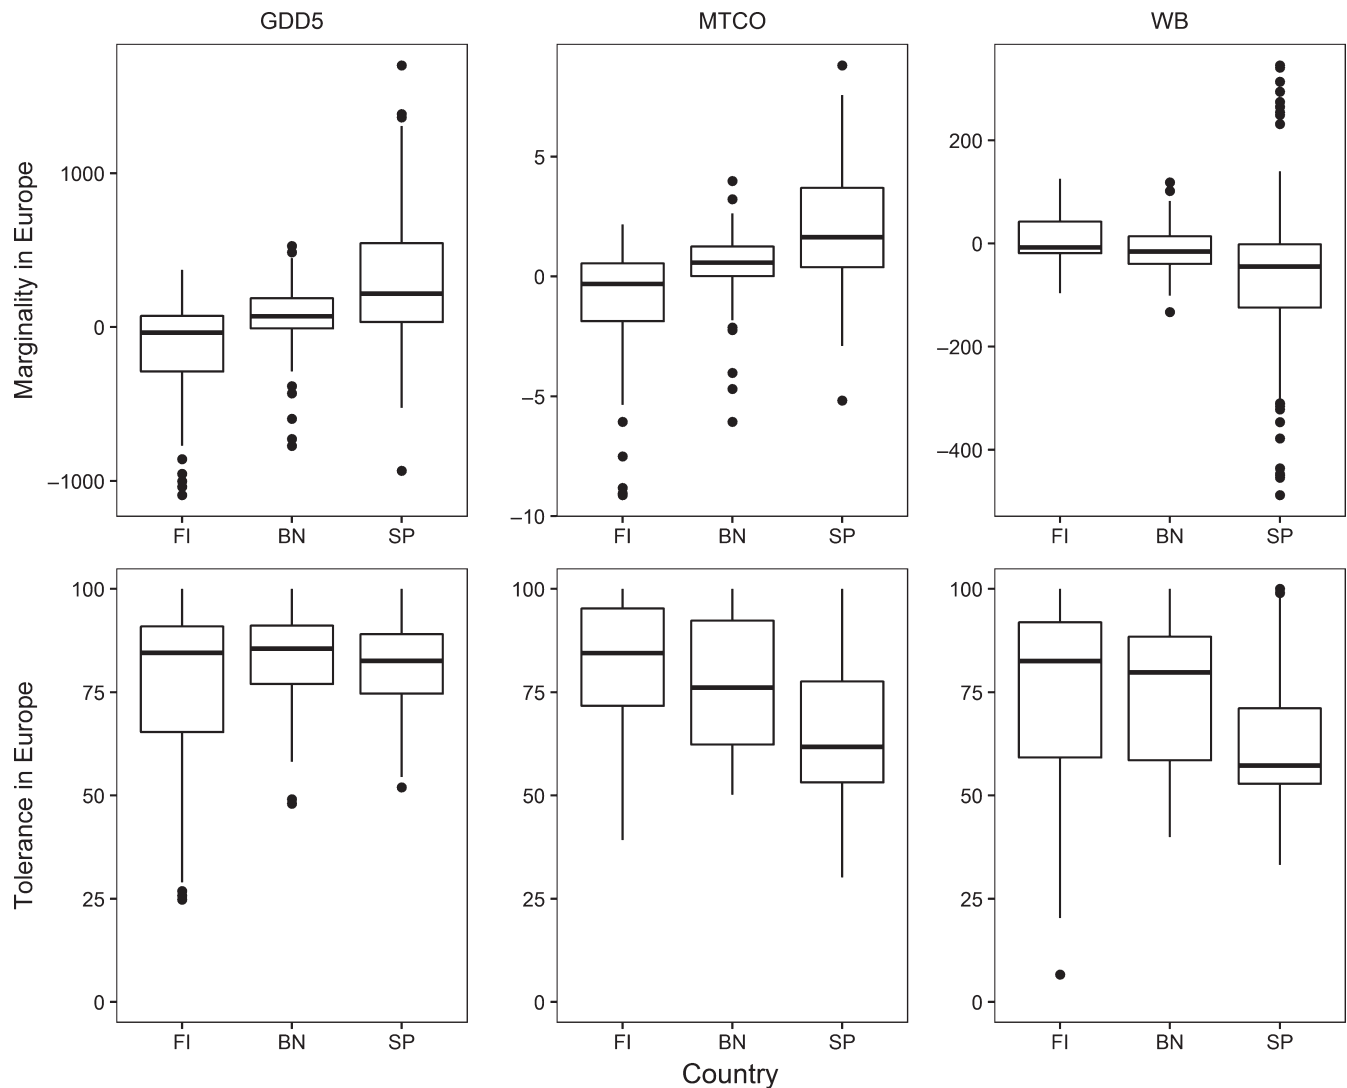 GDD5 MTCO WB
Marginality in Europe
1000
0
–1000
FI BN SP
5
0
–5
–10
FI BN SP
200
0
–200
–400
FI BN SP
Tolerance in Europe
100
75
50
25
0
FI BN SP
100
75
50
25
0
FI BN SP
100
75
50
25
0
FI BN SP
Country